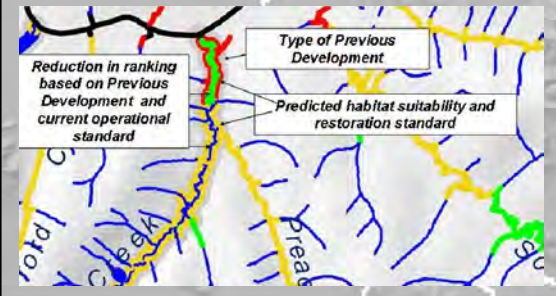 Type of Previous
Development
Reduction in ranking
based on Previous
Development and
current operational
standard
Predicted habitat suitability and
restoration standard
Creek